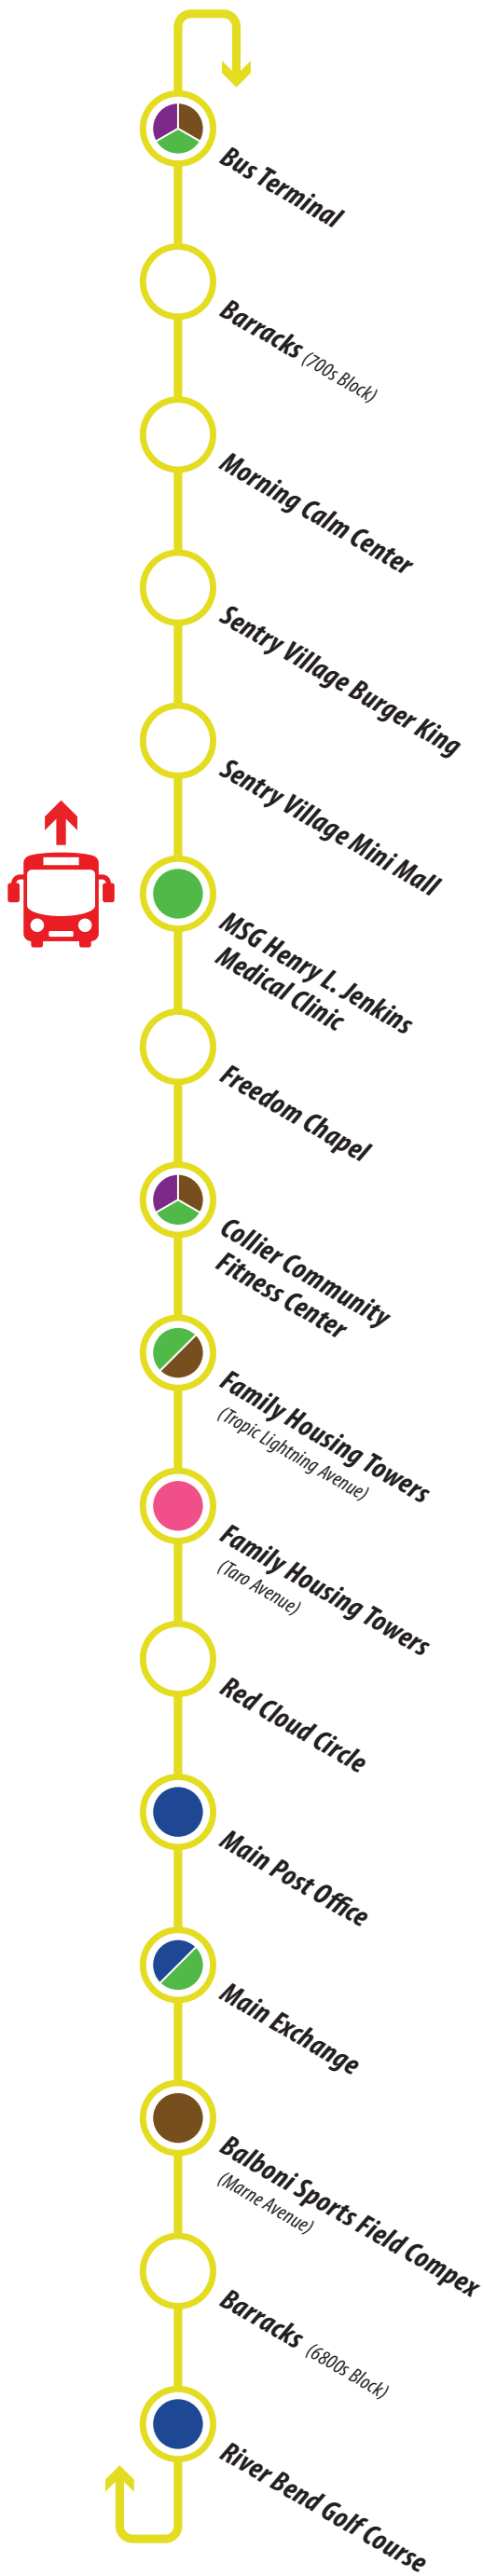 Bus Terminal
Barracks (700s Block)
Morning Calm Center
Sentry Village Burger King
Sentry Village Mini Mall
MSG Henry L. Jenkins
Medical Clinic
Freedom Chapel
Collier Community
Fitness Center
Family Housing Towers
(Tropic Lightning Avenue)
Family Housing Towers
(Taro Avenue)
Red Cloud Circle
Main Post Office
Main Exchange
Balboni Sports Field Compex
(Marne Avenue)
Barracks (6800s Block)
River Bend Golf Course